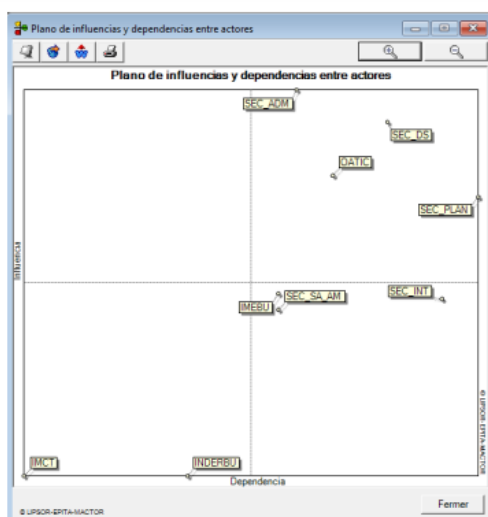 Plano de influencias y dependencias entre actores
Plano de influencias y dependencias entre actores
SEC_ADM
SEC_DS
OATIC
SEC_PLAN
Influencia
SEC_SA_AM
SEC_INT
IMEBU
IMCT
INDERBU
Dependencia
© LIPSOR-EPITA-MACTOR
© LIPSOR-EPITA-MACTOR
Fermer